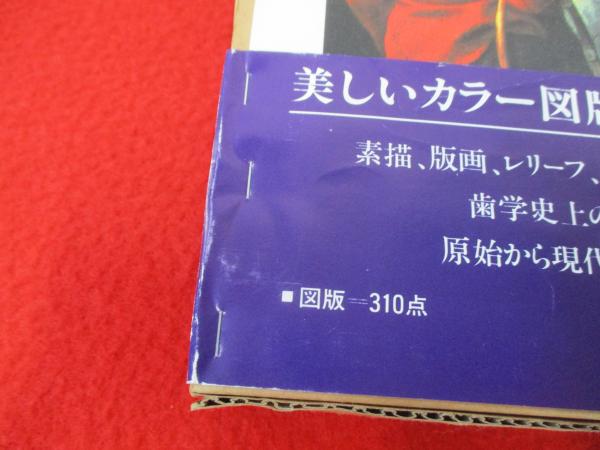 美しいカラー図版
素描、版画、レリーフ、
歯学史上の
原始から現代
■図版＝310点